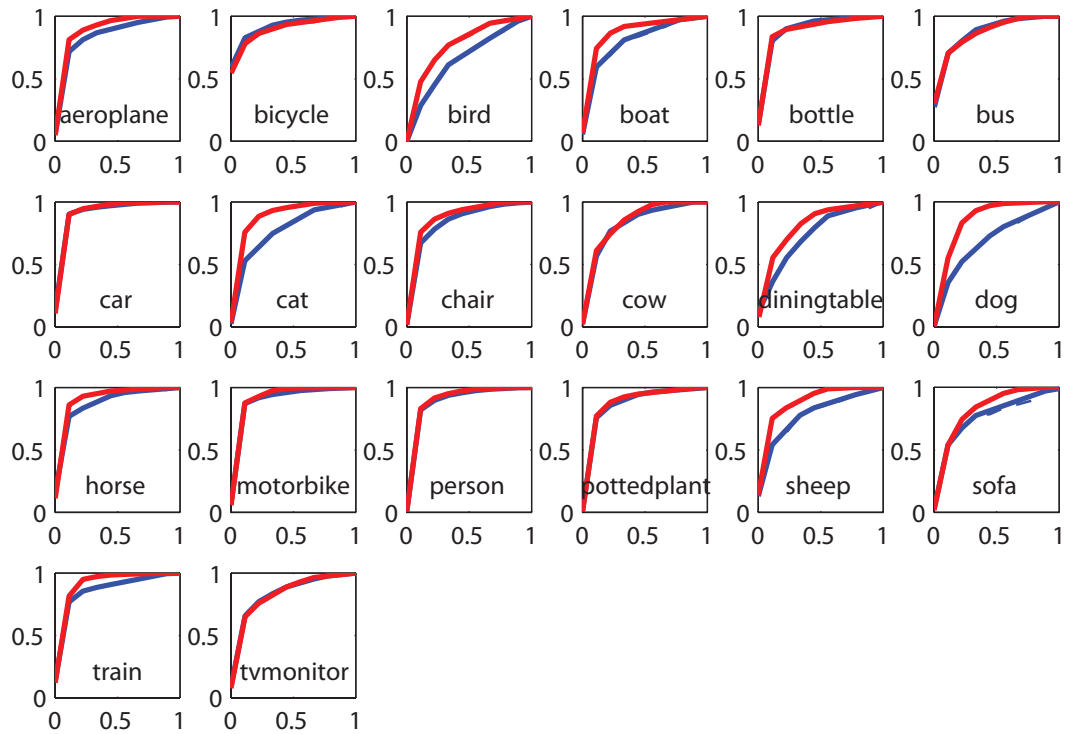 1 1 1 1 1 1
0.5 0.5 0.5 0.5 0.5 0.5
aeroplane bicycle bird boat bottle bus
0 0 0 0 0 0
0 0.5 1 0 0.5 1 0 0.5 1 0 0.5 1 0 0.5 1 0 0.5 1
1 1 1 1 1 1
0.5 0.5 0.5 0.5 0.5 0.5
car cat chair cow diningtable dog
0 0 0 0 0 0
0 0.5 1 0 0.5 1 0 0.5 1 0 0.5 1 0 0.5 1 0 0.5 1
1 1 1 1 1 1
0.5 0.5 0.5 0.5 0.5 0.5
horse motorbike person pottedplant sheep sofa
0 0 0 0 0 0
0 0.5 1 0 0.5 1 0 0.5 1 0 0.5 1 0 0.5 1 0 0.5 1
1 1
0.5 0.5
train tvmonitor
0 0
0 0.5 1 0 0.5 1